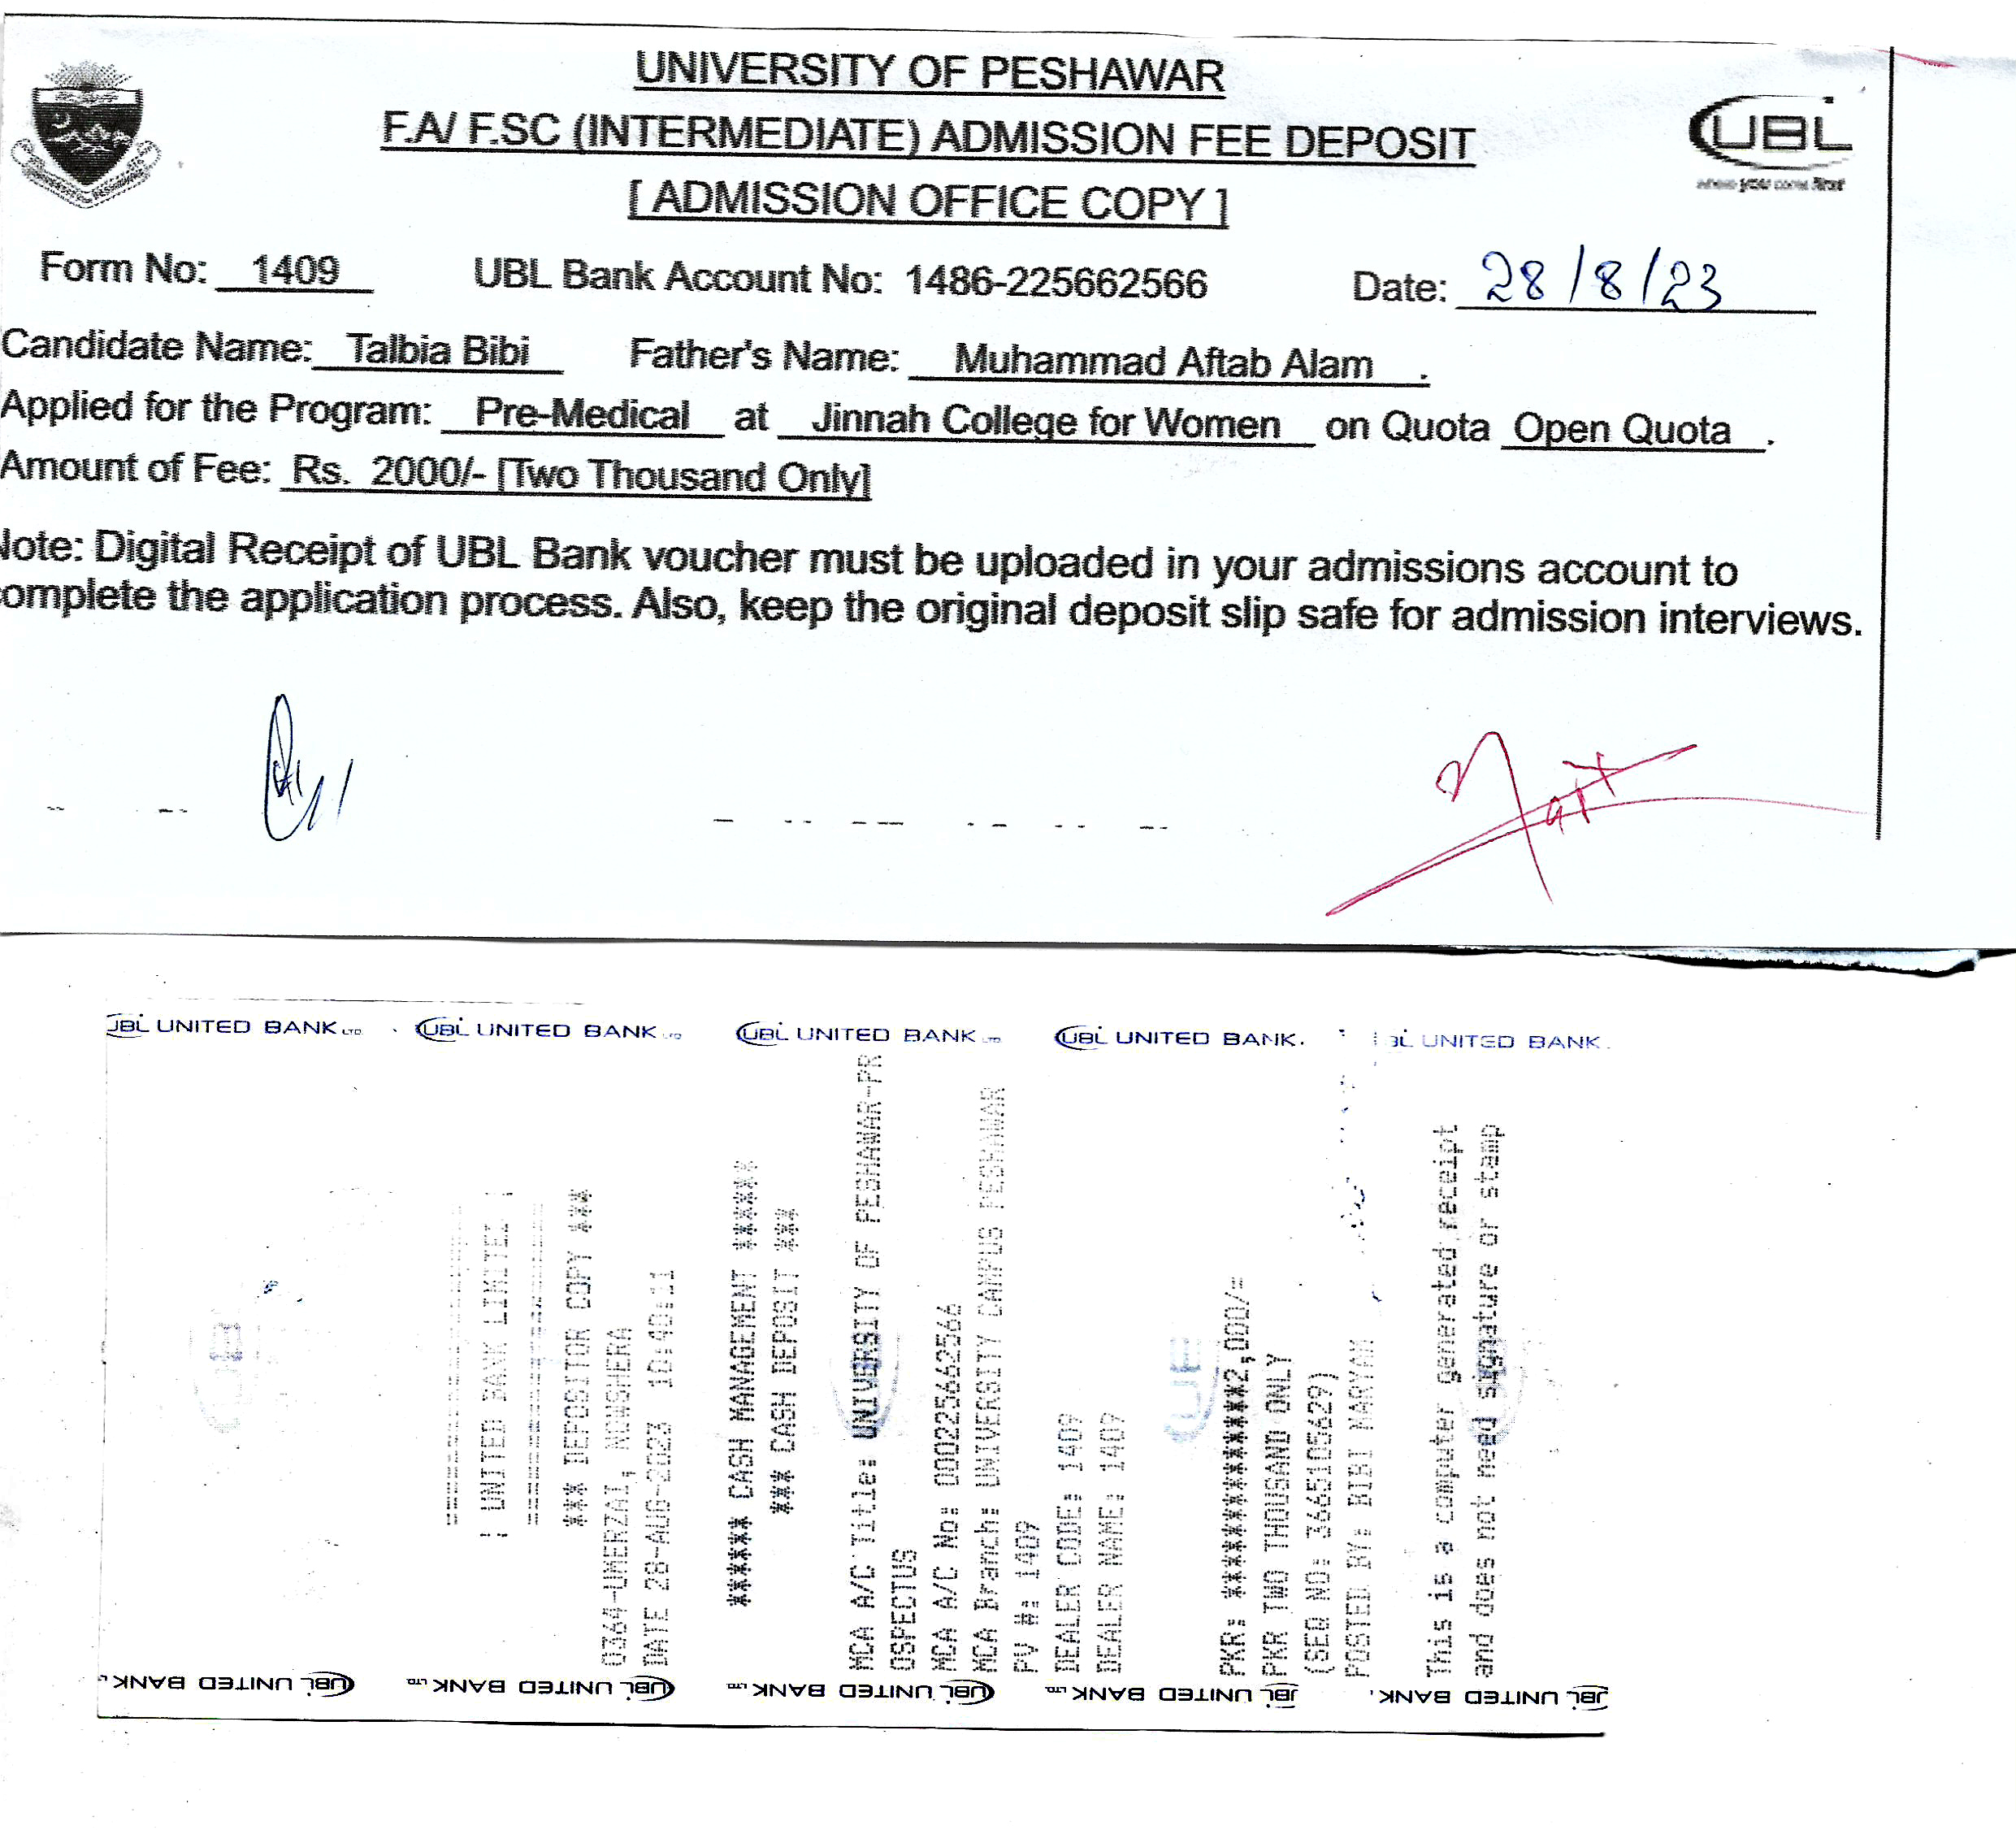 UNIVERSITY OF PESHAWAR
F.A/ F.SC (INTERMEDIATE) ADMISSION FEE DEPOSIT
[ ADMISSION OFFICE COPY ]
UBL
where you come first
Form No: 1409 UBL Bank Account No: 1486-225662566 Date: 28/8/23
Candidate Name: Talbia Bibi Father's Name: Muhammad Aftab Alam .
Applied for the Program: Pre-Medical at Jinnah College for Women on Quota Open Quota .
Amount of Fee: Rs. 2000/- [Two Thousand Only]
Note: Digital Receipt of UBL Bank voucher must be uploaded in your admissions account to
complete the application process. Also, keep the original deposit slip safe for admission interviews.
UBL UNITED BANK LTD. UBL UNITED BANK LTD UBL UNITED BANK LTD UBL UNITED BANK. UBL UNITED BANK.
UNITED BANK LIMITED
*** DEPOSITOR COPY ***
0364-UMERZAI, NOWSHERA
DATE 28-AUG-2023 10:40:11
****** CASH MANAGEMENT ******
*** CASH DEPOSIT ***
MCA A/C Title: UNIVERSITY OF PESHAWAR-PR
OSPECTUS
MCA A/C No: 000225662566
MCA Branch: UNIVERSITY CAMPUS PESHAWAR
PV #: 1409
DEALER CODE: 1409
DEALER NAME: 1409
PKR: **************2,000/=
PKR TWO THOUSAND ONLY
(SEQ NO: 3665105629)
POSTED BY: BIBI MARYAM
This is a computer generated receipt
and does not need signature or stamp
UBL UNITED BANK LTD UBL UNITED BANK LTD. UBL UNITED BANK LTD UBL UNITED BANK LTD UBL UNITED BANK.